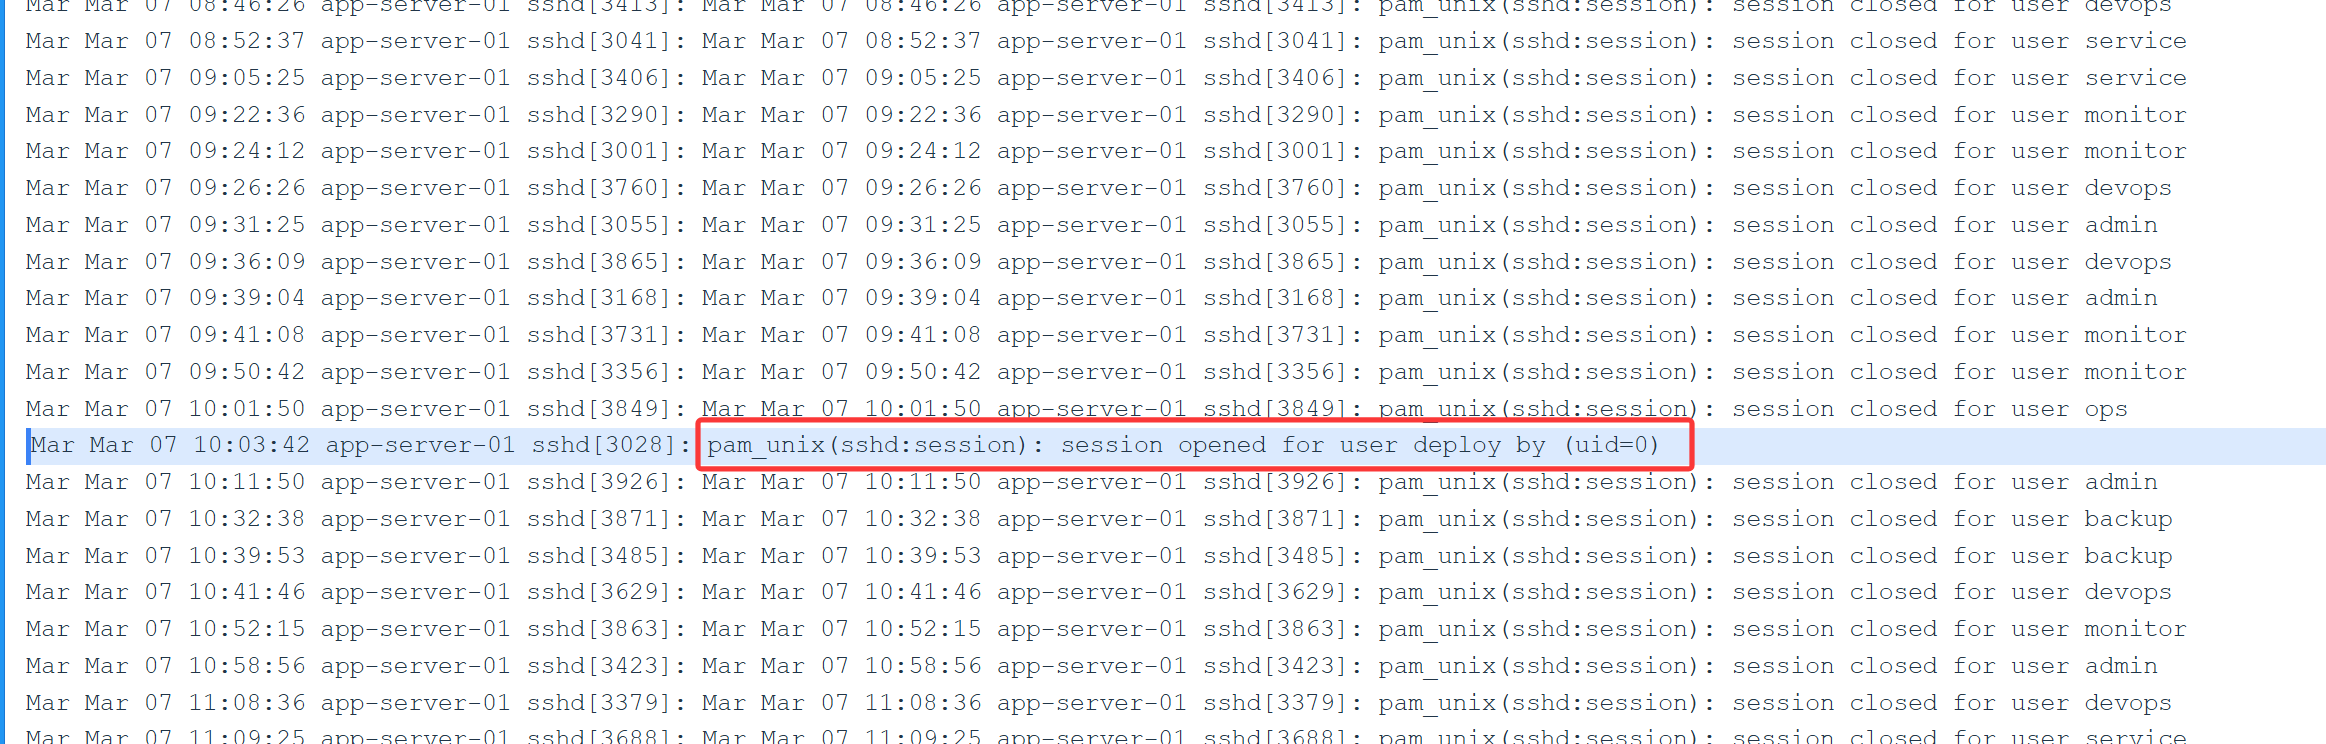 Mar Mar 07 08:46:26 app-server-01 sshd[3413]: Mar Mar 07 08:46:26 app-server-01 sshd[3413]: pam_unix(sshd:session): session closed for user devops
Mar Mar 07 08:52:37 app-server-01 sshd[3041]: Mar Mar 07 08:52:37 app-server-01 sshd[3041]: pam_unix(sshd:session): session closed for user service
Mar Mar 07 09:05:25 app-server-01 sshd[3406]: Mar Mar 07 09:05:25 app-server-01 sshd[3406]: pam_unix(sshd:session): session closed for user service
Mar Mar 07 09:22:36 app-server-01 sshd[3290]: Mar Mar 07 09:22:36 app-server-01 sshd[3290]: pam_unix(sshd:session): session closed for user monitor
Mar Mar 07 09:24:12 app-server-01 sshd[3001]: Mar Mar 07 09:24:12 app-server-01 sshd[3001]: pam_unix(sshd:session): session closed for user monitor
Mar Mar 07 09:26:26 app-server-01 sshd[3760]: Mar Mar 07 09:26:26 app-server-01 sshd[3760]: pam_unix(sshd:session): session closed for user devops
Mar Mar 07 09:31:25 app-server-01 sshd[3055]: Mar Mar 07 09:31:25 app-server-01 sshd[3055]: pam_unix(sshd:session): session closed for user admin
Mar Mar 07 09:36:09 app-server-01 sshd[3865]: Mar Mar 07 09:36:09 app-server-01 sshd[3865]: pam_unix(sshd:session): session closed for user devops
Mar Mar 07 09:39:04 app-server-01 sshd[3168]: Mar Mar 07 09:39:04 app-server-01 sshd[3168]: pam_unix(sshd:session): session closed for user admin
Mar Mar 07 09:41:08 app-server-01 sshd[3731]: Mar Mar 07 09:41:08 app-server-01 sshd[3731]: pam_unix(sshd:session): session closed for user monitor
Mar Mar 07 09:50:42 app-server-01 sshd[3356]: Mar Mar 07 09:50:42 app-server-01 sshd[3356]: pam_unix(sshd:session): session closed for user monitor
Mar Mar 07 10:01:50 app-server-01 sshd[3849]: Mar Mar 07 10:01:50 app-server-01 sshd[3849]: pam_unix(sshd:session): session closed for user ops
Mar Mar 07 10:03:42 app-server-01 sshd[3028]: pam_unix(sshd:session): session opened for user deploy by (uid=0)
Mar Mar 07 10:11:50 app-server-01 sshd[3926]: Mar Mar 07 10:11:50 app-server-01 sshd[3926]: pam_unix(sshd:session): session closed for user admin
Mar Mar 07 10:32:38 app-server-01 sshd[3871]: Mar Mar 07 10:32:38 app-server-01 sshd[3871]: pam_unix(sshd:session): session closed for user backup
Mar Mar 07 10:39:53 app-server-01 sshd[3485]: Mar Mar 07 10:39:53 app-server-01 sshd[3485]: pam_unix(sshd:session): session closed for user backup
Mar Mar 07 10:41:46 app-server-01 sshd[3629]: Mar Mar 07 10:41:46 app-server-01 sshd[3629]: pam_unix(sshd:session): session closed for user devops
Mar Mar 07 10:52:15 app-server-01 sshd[3863]: Mar Mar 07 10:52:15 app-server-01 sshd[3863]: pam_unix(sshd:session): session closed for user monitor
Mar Mar 07 10:58:56 app-server-01 sshd[3423]: Mar Mar 07 10:58:56 app-server-01 sshd[3423]: pam_unix(sshd:session): session closed for user admin
Mar Mar 07 11:08:36 app-server-01 sshd[3379]: Mar Mar 07 11:08:36 app-server-01 sshd[3379]: pam_unix(sshd:session): session closed for user devops
Mar Mar 07 11:09:25 app-server-01 sshd[3688]: Mar Mar 07 11:09:25 app-server-01 sshd[3688]: pam_unix(sshd:session): session closed for user service